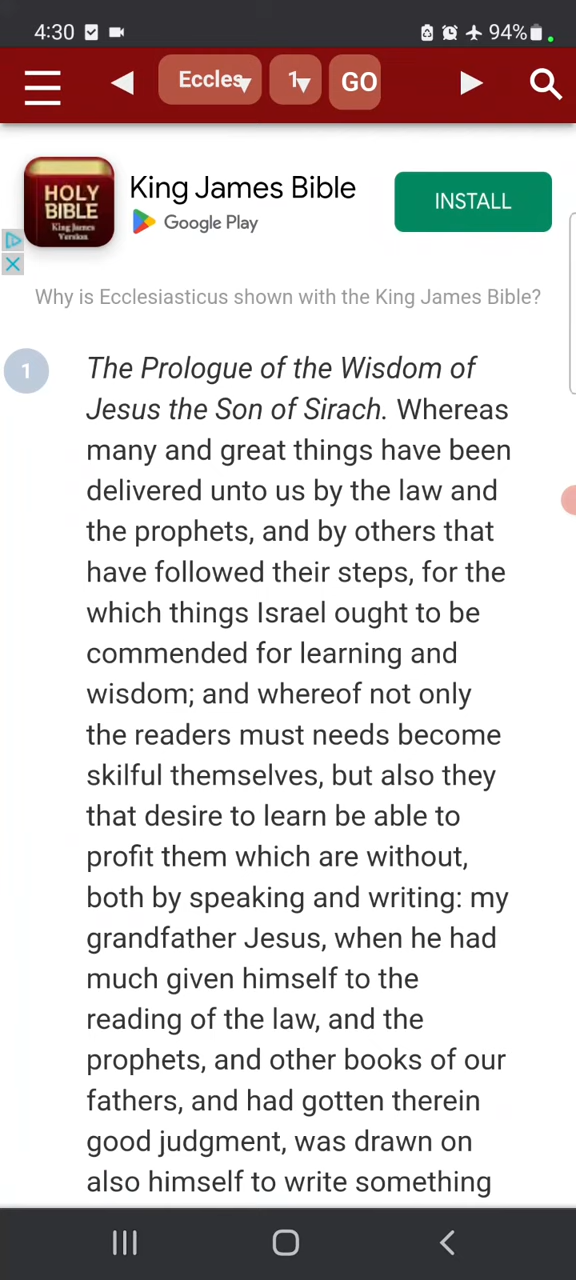 4:30
94%
Eccles
1
GO
HOLY
BIBLE
King James
Version
King James Bible
Google Play
INSTALL
Why is Ecclesiasticus shown with the King James Bible?
1
The Prologue of the Wisdom of
Jesus the Son of Sirach. Whereas
many and great things have been
delivered unto us by the law and
the prophets, and by others that
have followed their steps, for the
which things Israel ought to be
commended for learning and
wisdom; and whereof not only
the readers must needs become
skilful themselves, but also they
that desire to learn be able to
profit them which are without,
both by speaking and writing: my
grandfather Jesus, when he had
much given himself to the
reading of the law, and the
prophets, and other books of our
fathers, and had gotten therein
good judgment, was drawn on
also himself to write something